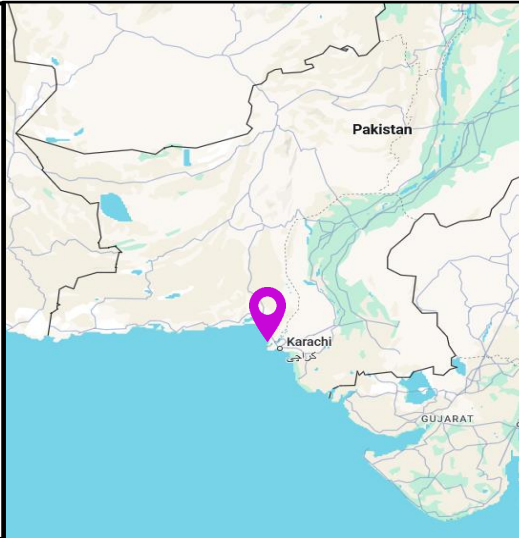 Pakistan
Karachi
کراچی
GUJARAT